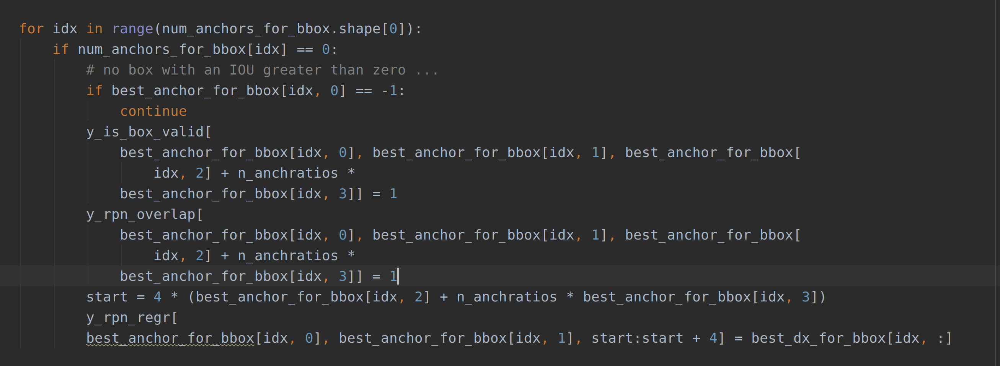 for idx in range(num_anchors_for_bbox.shape[0]):
    if num_anchors_for_bbox[idx] == 0:
        # no box with an IOU greater than zero ...
        if best_anchor_for_bbox[idx, 0] == -1:
            continue
        y_is_box_valid[
            best_anchor_for_bbox[idx, 0], best_anchor_for_bbox[idx, 1], best_anchor_for_bbox[
                idx, 2] + n_anchratios *
            best_anchor_for_bbox[idx, 3]] = 1
        y_rpn_overlap[
            best_anchor_for_bbox[idx, 0], best_anchor_for_bbox[idx, 1], best_anchor_for_bbox[
                idx, 2] + n_anchratios *
            best_anchor_for_bbox[idx, 3]] = 1
        start = 4 * (best_anchor_for_bbox[idx, 2] + n_anchratios * best_anchor_for_bbox[idx, 3])
        y_rpn_regr[
        best_anchor_for_bbox[idx, 0], best_anchor_for_bbox[idx, 1], start:start + 4] = best_dx_for_bbox[idx, :]